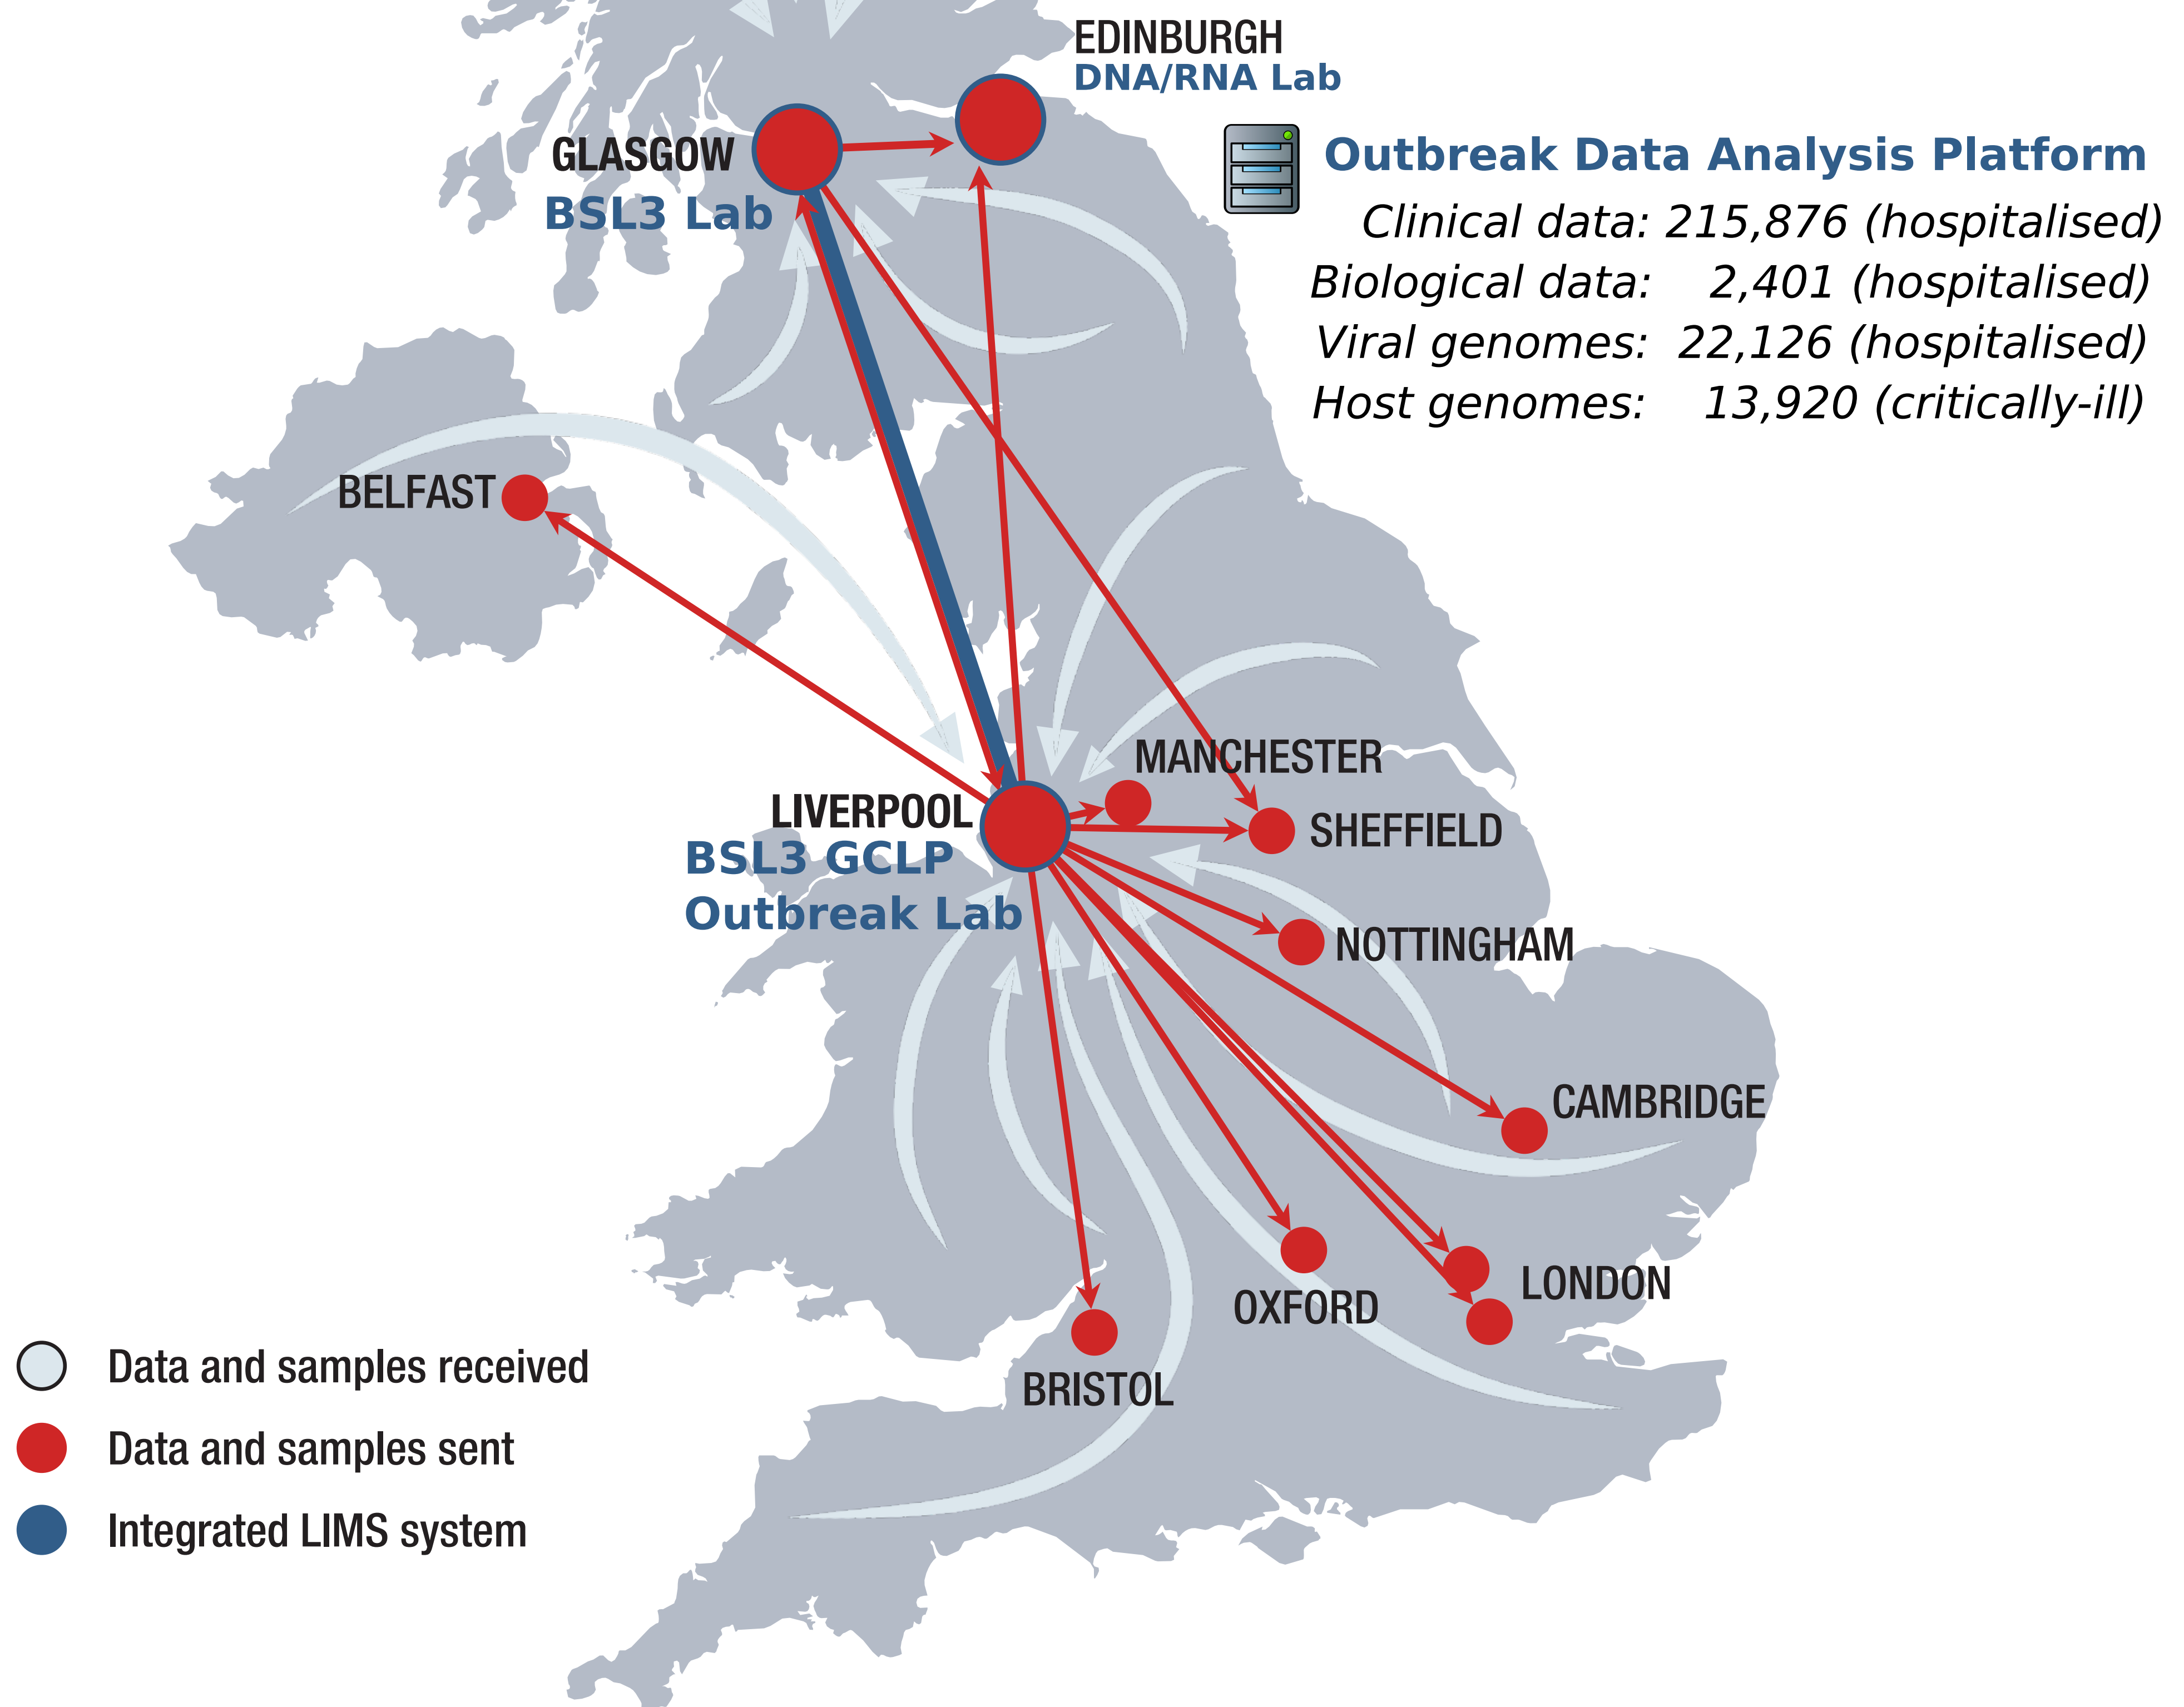 EDINBURGH
DNA/RNA Lab
GLASGOW
BSL3 Lab
Outbreak Data Analysis Platform
Clinical data: 215,876 (hospitalised)
Biological data: 2,401 (hospitalised)
Viral genomes: 22,126 (hospitalised)
Host genomes: 13,920 (critically-ill)
BELFAST
MANCHESTER
LIVERPOOL
BSL3 GCLP
Outbreak Lab
SHEFFIELD
NOTTINGHAM
CAMBRIDGE
LONDON
OXFORD
BRISTOL
Data and samples received
Data and samples sent
Integrated LIMS system